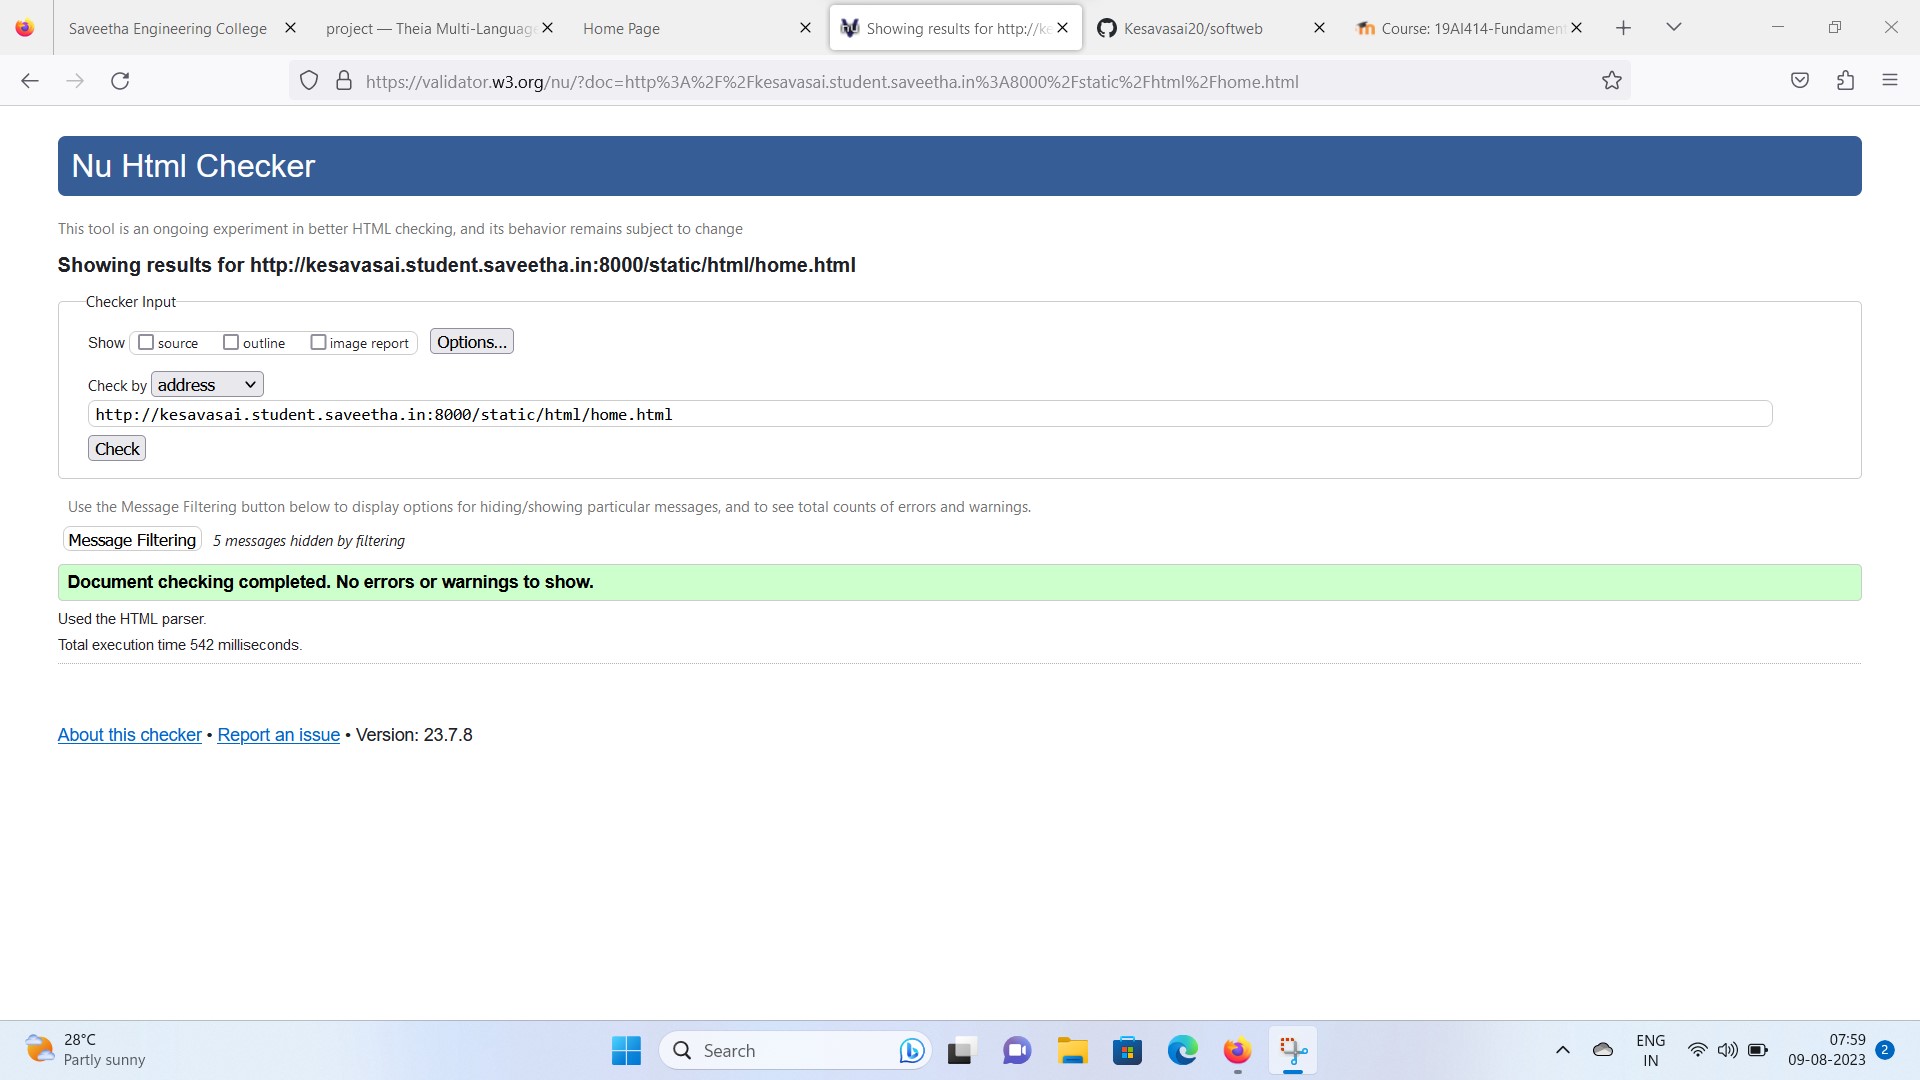 Saveetha Engineering College
project — Theia Multi-Language
Home Page
Showing results for http://ke
Kesavasai20/softweb
Course: 19AI414-Fundament
https://validator.w3.org/nu/?doc=http%3A%2F%2Fkesavasai.student.saveetha.in%3A8000%2Fstatic%2Fhtml%2Fhome.html
Nu Html Checker
This tool is an ongoing experiment in better HTML checking, and its behavior remains subject to change
Showing results for http://kesavasai.student.saveetha.in:8000/static/html/home.html
Checker Input
Show source outline image report Options...
Check by address
http://kesavasai.student.saveetha.in:8000/static/html/home.html
Check
Use the Message Filtering button below to display options for hiding/showing particular messages, and to see total counts of errors and warnings.
Message Filtering 5 messages hidden by filtering
Document checking completed. No errors or warnings to show.
Used the HTML parser.
Total execution time 542 milliseconds.
About this checker • Report an issue • Version: 23.7.8
28°C
Partly sunny
Search
ENG
IN
07:59
09-08-2023
2